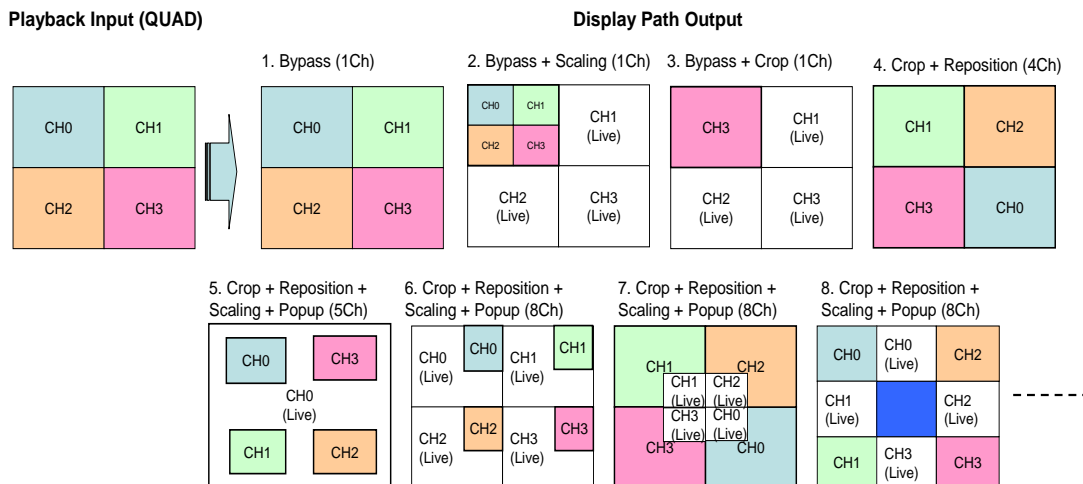 Playback Input (QUAD)
Display Path Output
1. Bypass (1Ch)
2. Bypass + Scaling (1Ch)
3. Bypass + Crop (1Ch)
4. Crop + Reposition (4Ch)
CH0
CH1
CH2
CH3
CH0
CH1
CH2
CH3
CH0
CH1
CH2
CH3
CH1
(Live)
CH2
(Live)
CH3
(Live)
CH3
CH1
(Live)
CH2
(Live)
CH3
(Live)
CH1
CH2
CH3
CH0
5. Crop + Reposition +
Scaling + Popup (5Ch)
6. Crop + Reposition +
Scaling + Popup (8Ch)
7. Crop + Reposition +
Scaling + Popup (8Ch)
8. Crop + Reposition +
Scaling + Popup (8Ch)
CH0
CH3
CH0
(Live)
CH1
CH2
CH0
(Live)
CH0
CH1
(Live)
CH1
CH2
(Live)
CH2
CH3
(Live)
CH3
CH1
CH2
CH1
(Live)
CH2
(Live)
CH3
(Live)
CH0
(Live)
CH3
CH0
CH0
CH0
(Live)
CH2
CH1
(Live)
CH2
(Live)
CH1
CH3
(Live)
CH3